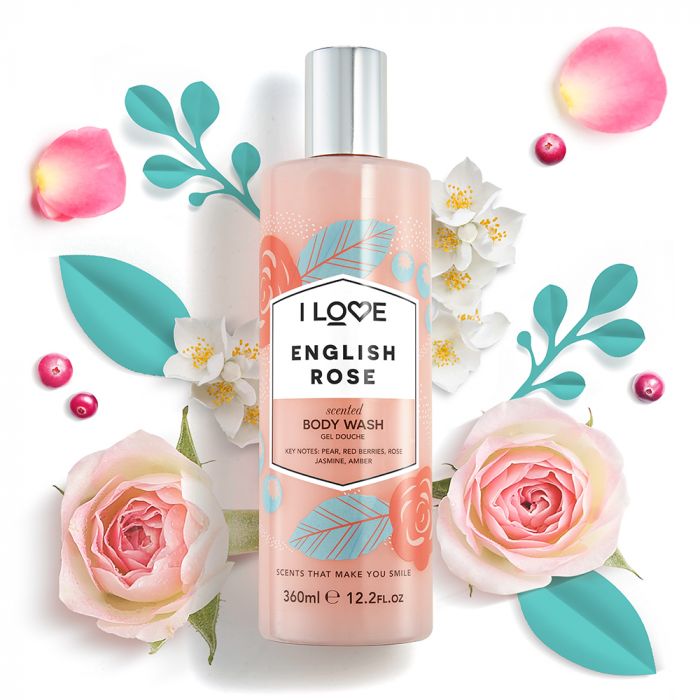 I LOVE
ENGLISH
ROSE
scented
BODY WASH
GEL DOUCHE
KEY NOTES: PEAR, RED BERRIES, ROSE
JASMINE, AMBER
SCENTS THAT MAKE YOU SMILE
360ml ℮ 12.2FL.OZ